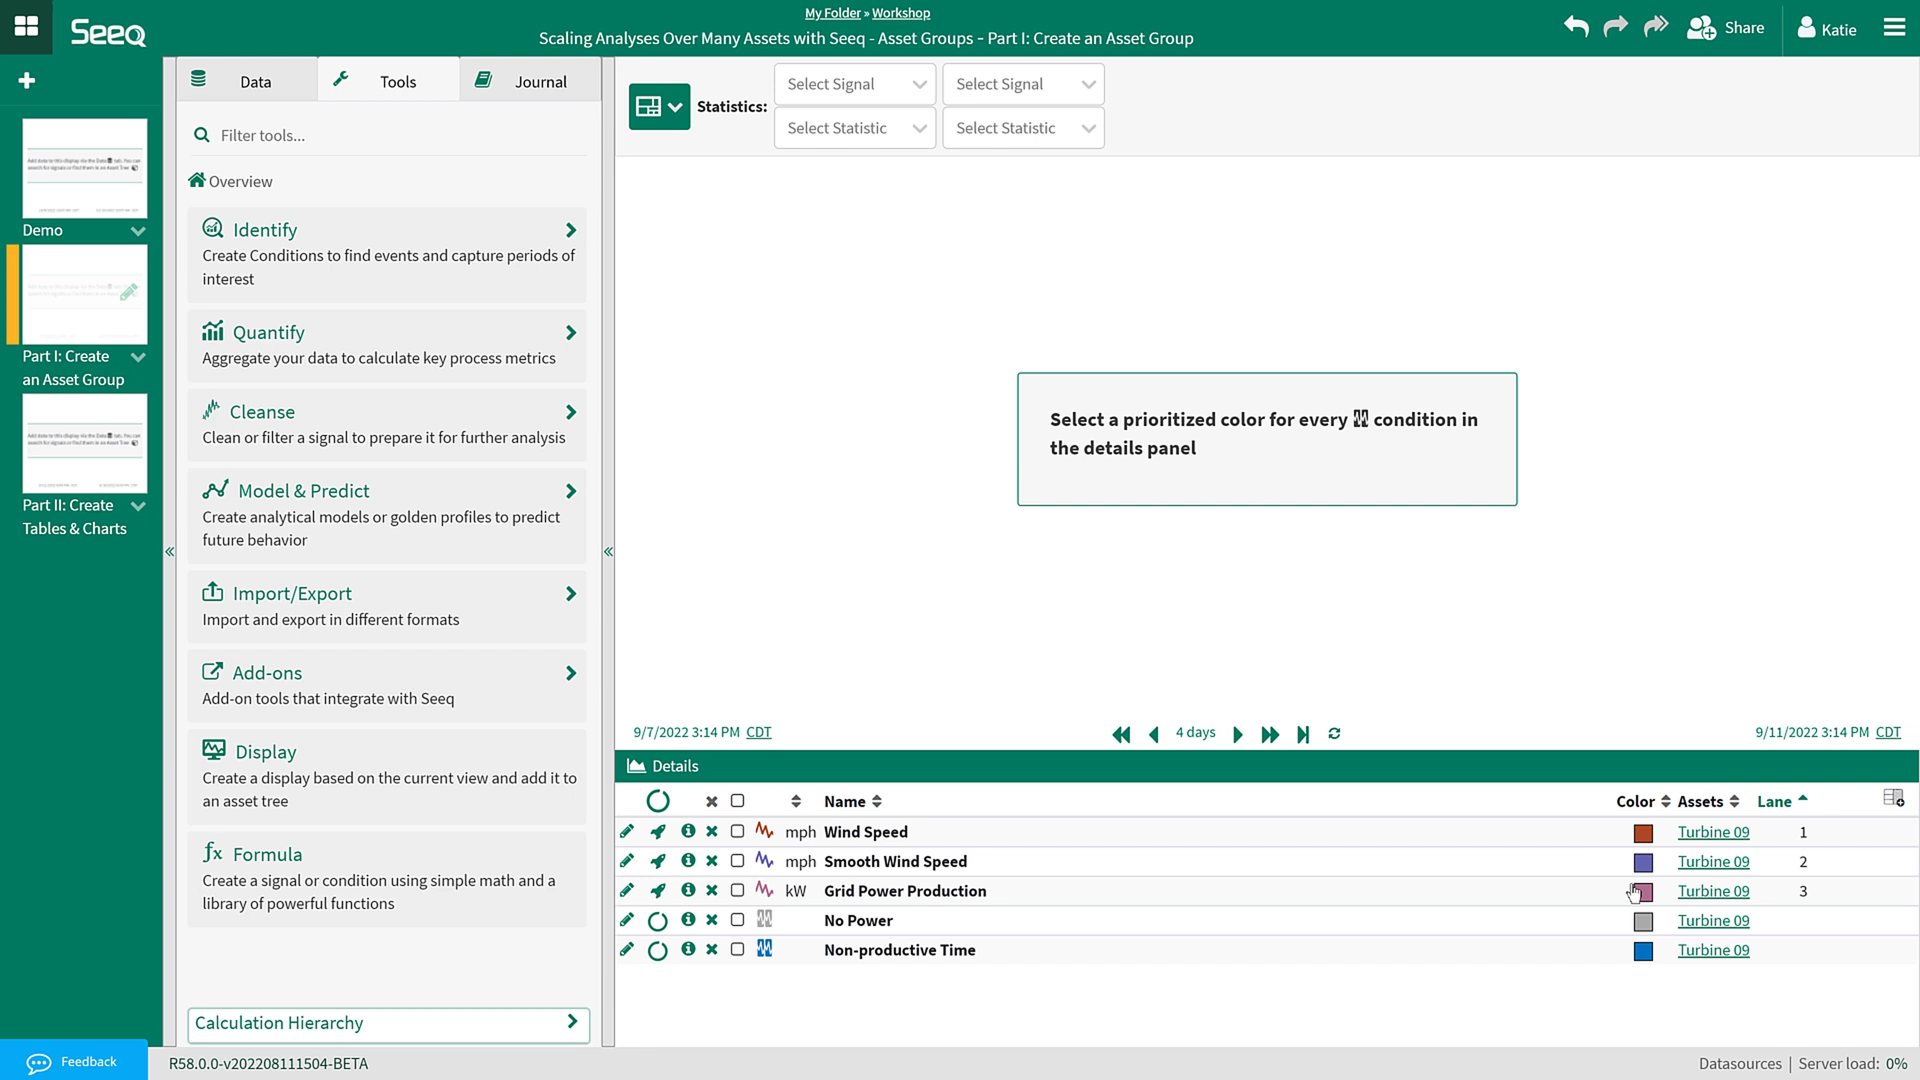 My Folder » Workshop
Seeq
Scaling Analyses Over Many Assets with Seeq - Asset Groups - Part I: Create an Asset Group
Share
Katie
Data
Tools
Journal
Statistics:
Select Signal
Select Signal
Select Statistic
Select Statistic
Filter tools...
Overview
Demo
Part I: Create
an Asset Group
Part II: Create
Tables & Charts
Identify
Create Conditions to find events and capture periods of
interest
Quantify
Aggregate your data to calculate key process metrics
Cleanse
Clean or filter a signal to prepare it for further analysis
Model & Predict
Create analytical models or golden profiles to predict
future behavior
Import/Export
Import and export in different formats
Add-ons
Add-on tools that integrate with Seeq
Display
Create a display based on the current view and add it to
an asset tree
fx Formula
Create a signal or condition using simple math and a
library of powerful functions
Calculation Hierarchy
Select a prioritized color for every condition in
the details panel
9/7/2022 3:14 PM CDT
4 days
9/11/2022 3:14 PM CDT
Details
Name Color Assets Lane
mph Wind Speed Turbine 09 1
mph Smooth Wind Speed Turbine 09 2
kW Grid Power Production Turbine 09 3
No Power Turbine 09
Non-productive Time Turbine 09
Feedback
R58.0.0-v202208111504-BETA
Datasources | Server load: 0%